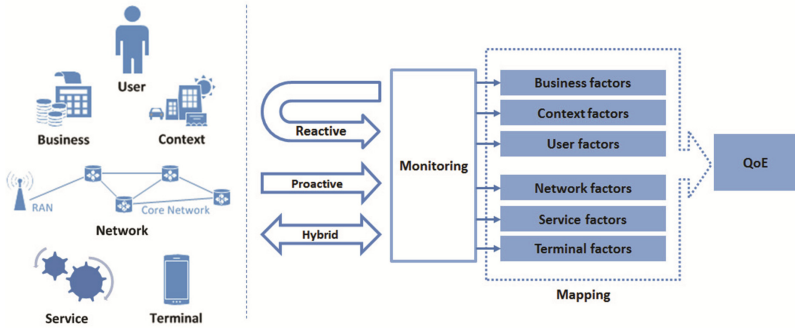 User
Business
Context
RAN
Core Network
Network
Service
Terminal
Reactive
Proactive
Hybrid
Monitoring
Business factors
Context factors
User factors
Network factors
Service factors
Terminal factors
Mapping
QoE